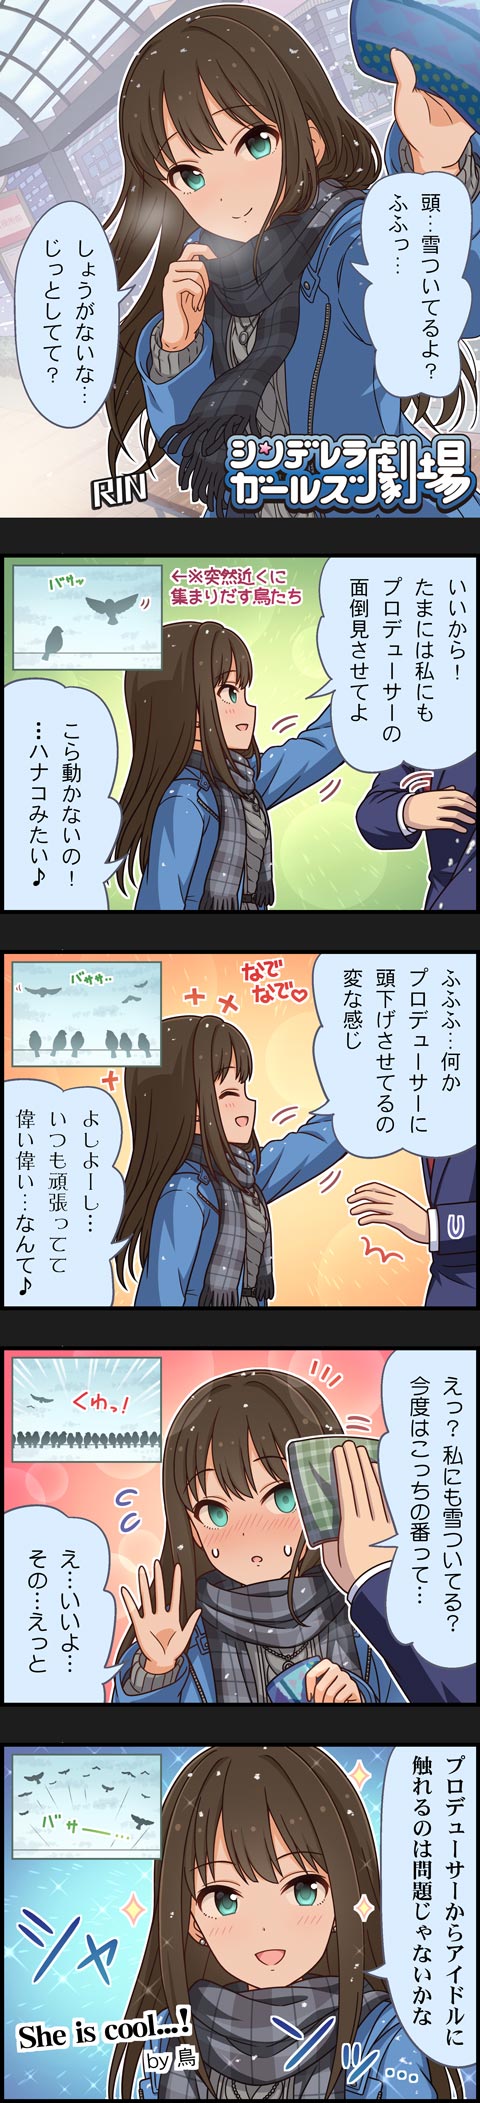 頭…雪ついてるよ？
ふふっ…
しょうがないな…
じっとしてて？
RIN
シンデレラ
ガールズ劇場
いいから！
たまには私にも
プロデューサーの
面倒見させてよ
←※突然近くに
集まりだす鳥たち
バサッ
こら動かないの！
…ハナコみたい♪
ふふふ…何か
プロデューサーに
頭下げさせてるの
変な感じ
なで
なで♡
バササ…
よしよーし…
いつも頑張ってて
偉い偉い…なんて♪
えっ？私にも雪ついてる？
今度はこっちの番って…
くわっ！
え…いいよ…
その…えっと
プロデューサーからアイドルに
触れるのは問題じゃないかな
バサー…
シャ
ンッ…
She is cool…!
by 鳥